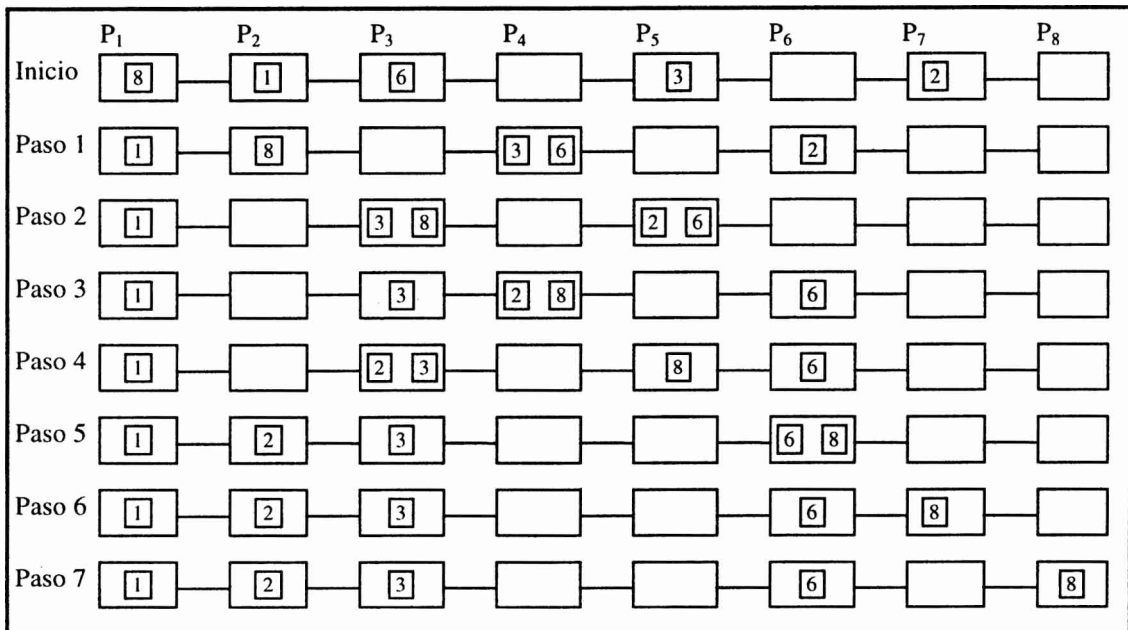 P1 P2 P3 P4 P5 P6 P7 P8
Inicio 8 1 6 3 2
Paso 1 1 8 3 6 2
Paso 2 1 3 8 2 6
Paso 3 1 3 2 8 6
Paso 4 1 2 3 8 6
Paso 5 1 2 3 6 8
Paso 6 1 2 3 6 8
Paso 7 1 2 3 6 8